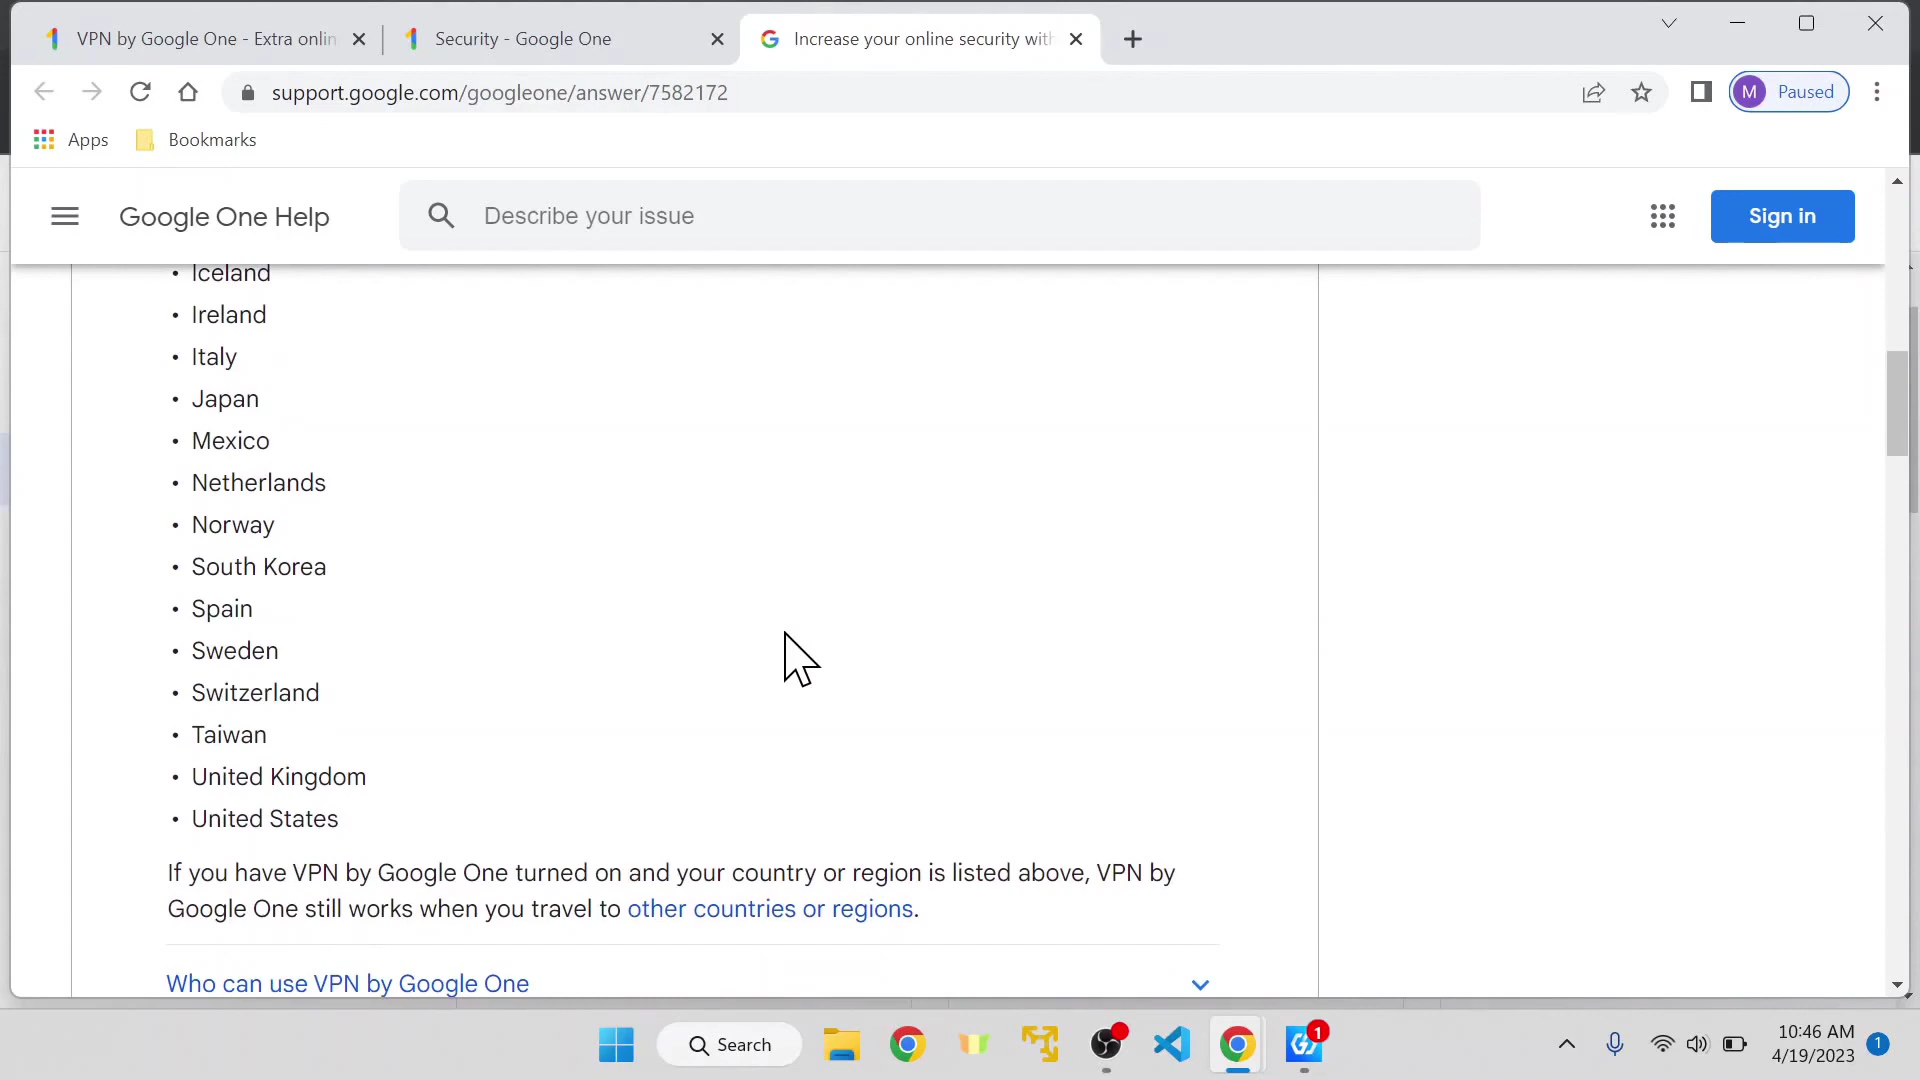 VPN by Google One - Extra onlin
Security - Google One
Increase your online security with
support.google.com/googleone/answer/7582172
M
Paused
Apps
Bookmarks
Google One Help
Describe your issue
Sign in
• Iceland
• Ireland
• Italy
• Japan
• Mexico
• Netherlands
• Norway
• South Korea
• Spain
• Sweden
• Switzerland
• Taiwan
• United Kingdom
• United States
If you have VPN by Google One turned on and your country or region is listed above, VPN by
Google One still works when you travel to other countries or regions.
Who can use VPN by Google One
Search
1
10:46 AM
4/19/2023
1